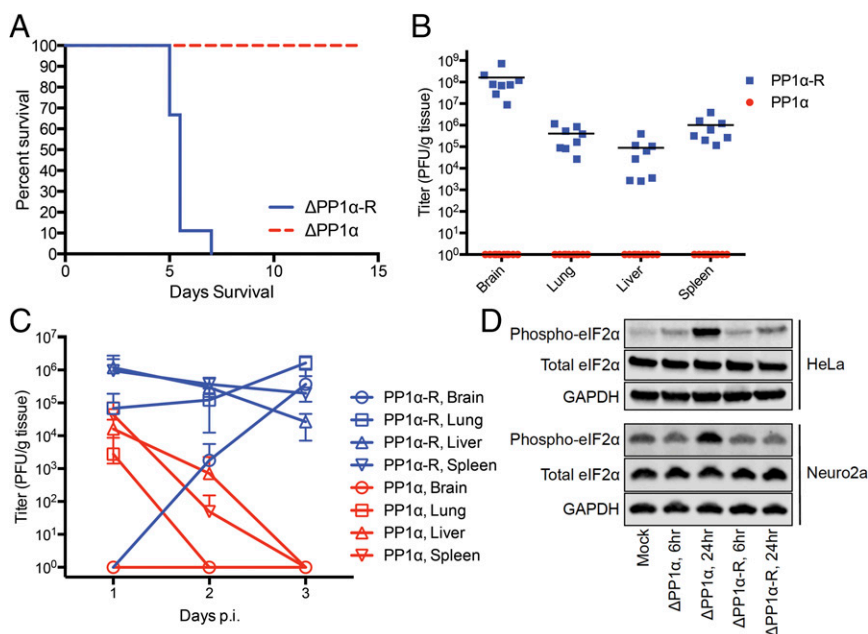 A
Percent survival
100
90
80
70
60
50
40
30
20
10
0
0
5
10
15
Days Survival
ΔPP1α-R
ΔPP1α
B
Titer (PFU/g tissue)
10⁹
10⁸
10⁷
10⁶
10⁵
10⁴
10³
10²
10¹
10⁰
Brain
Lung
Liver
Spleen
PP1α-R
PP1α
C
Titer (PFU/g tissue)
10⁷
10⁶
10⁵
10⁴
10³
10²
10¹
10⁰
1
2
3
Days p.i.
PP1α-R, Brain
PP1α-R, Lung
PP1α-R, Liver
PP1α-R, Spleen
PP1α, Brain
PP1α, Lung
PP1α, Liver
PP1α, Spleen
D
Phospho-eIF2α
Total eIF2α
GAPDH
HeLa
Phospho-eIF2α
Total eIF2α
GAPDH
Neuro2a
Mock
ΔPP1α, 6hr
ΔPP1α, 24hr
ΔPP1α-R, 6hr
ΔPP1α-R, 24hr